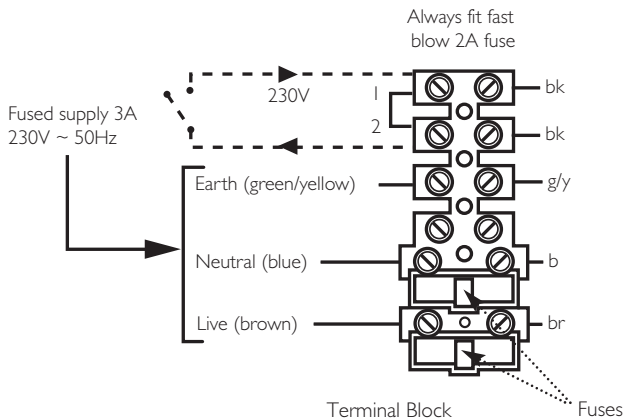 Always fit fast
blow 2A fuse
230V
1
bk
2
bk
Fused supply 3A
230V ~ 50Hz
Earth (green/yellow)
g/y
Neutral (blue)
b
Live (brown)
br
Terminal Block
Fuses